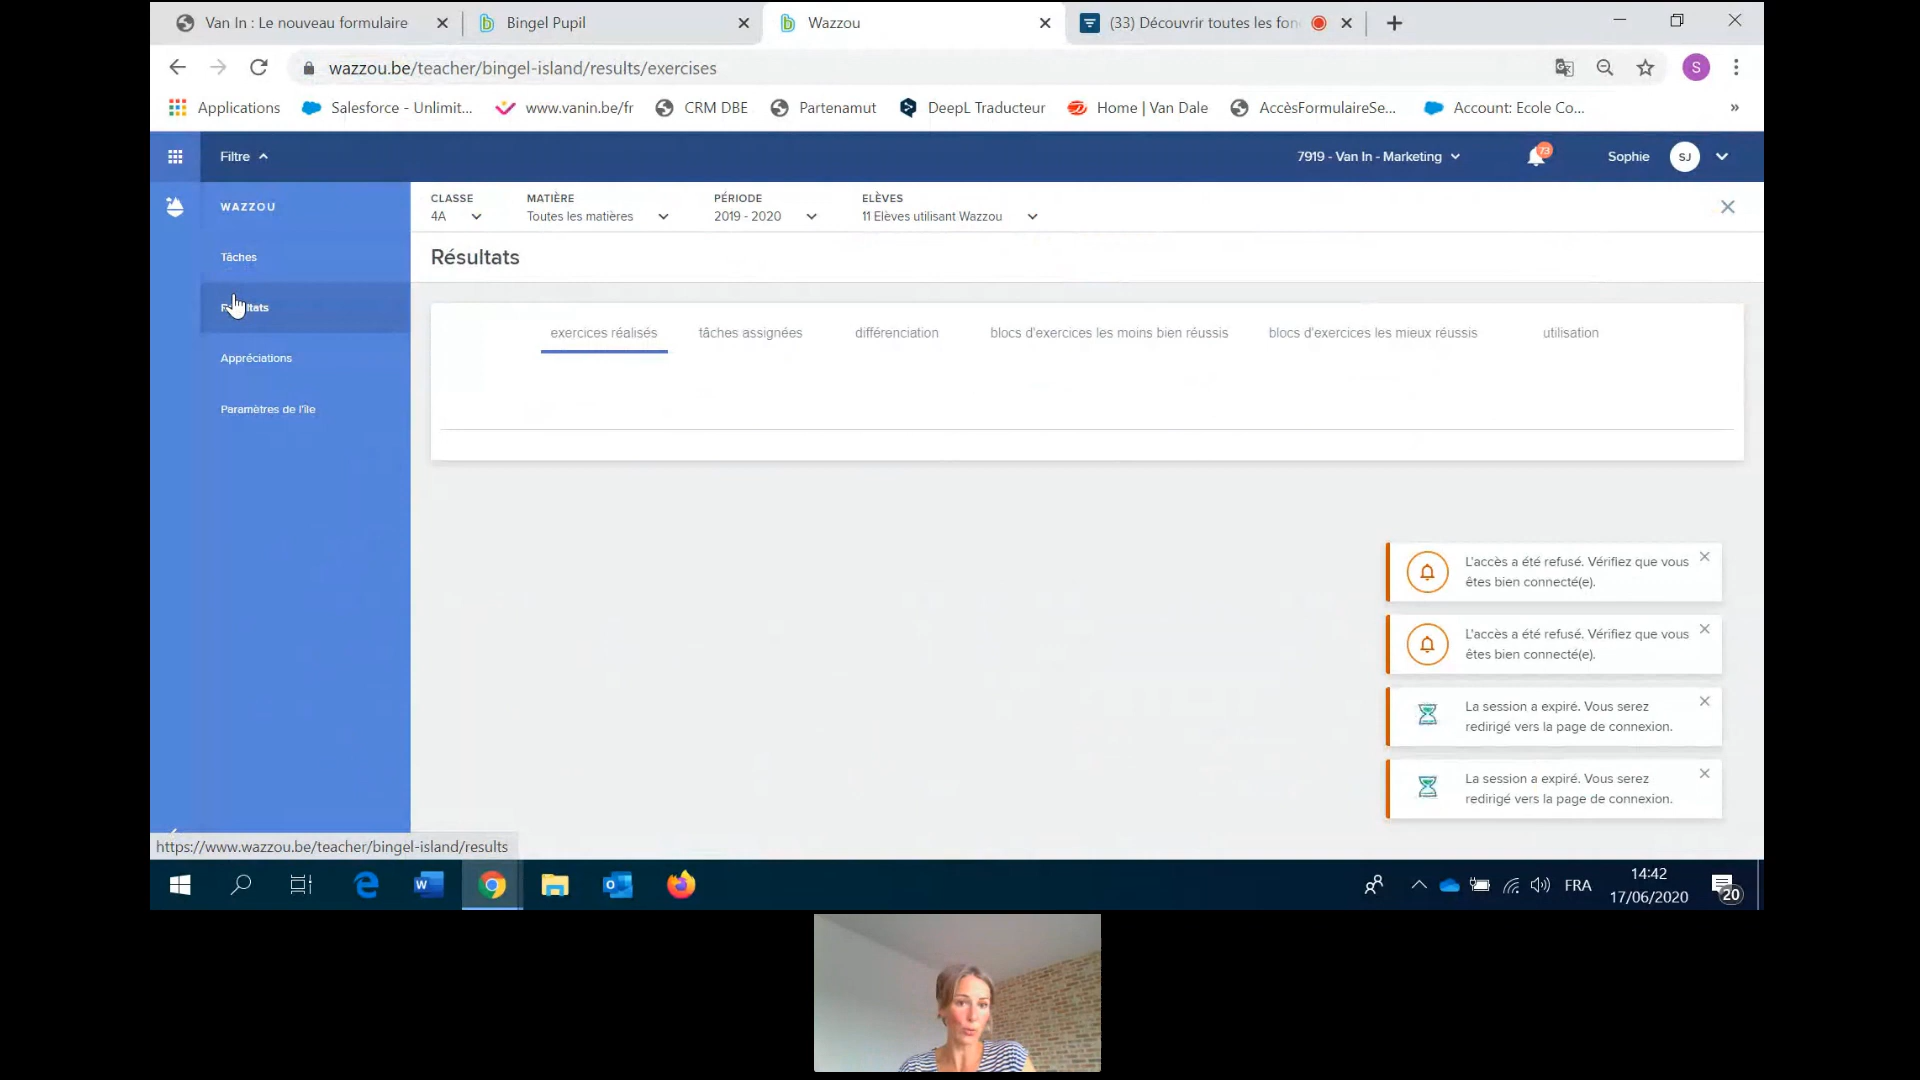 Van In : Le nouveau formulaire
Bingel Pupil
Wazzou
(33) Découvrir toutes les fon
wazzou.be/teacher/bingel-island/results/exercises
S
Applications
Salesforce - Unlimit...
www.vanin.be/fr
CRM DBE
Partenamut
DeepL Traducteur
Home | Van Dale
AccèsFormulaireSe...
Account: Ecole Co...
»
Filtre
7919 - Van In - Marketing
73
Sophie
SJ
WAZZOU
Tâches
Appréciations
Paramètres de l'île
CLASSE
4A
MATIÈRE
Toutes les matières
PÉRIODE
2019 - 2020
ELÈVES
11 Elèves utilisant Wazzou
Résultats
exercices réalisés
tâches assignées
différenciation
blocs d'exercices les moins bien réussis
blocs d'exercices les mieux réussis
utilisation
L'accès a été refusé. Vérifiez que vous
êtes bien connecté(e).
L'accès a été refusé. Vérifiez que vous
êtes bien connecté(e).
La session a expiré. Vous serez
redirigé vers la page de connexion.
La session a expiré. Vous serez
redirigé vers la page de connexion.
https://www.wazzou.be/teacher/bingel-island/results
FRA
14:42
17/06/2020
20